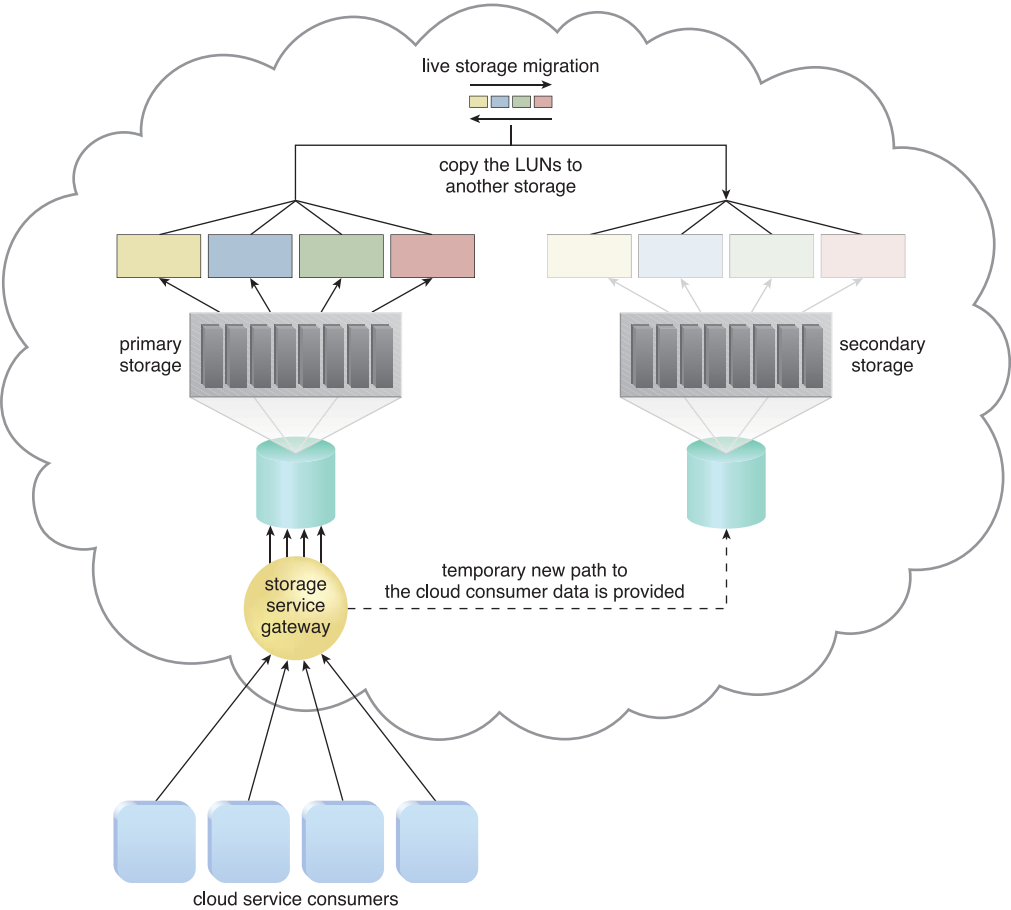 live storage migration
copy the LUNs to
another storage
primary
storage
secondary
storage
temporary new path to
the cloud consumer data is provided
storage
service
gateway
cloud service consumers